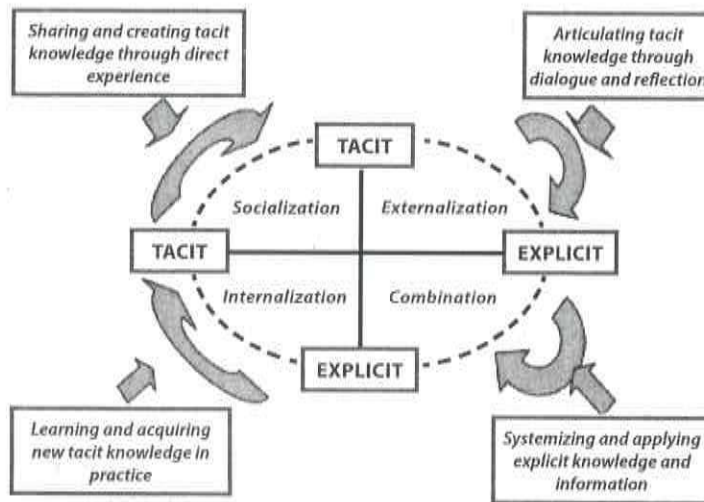 Sharing and creating tacit
knowledge through direct
experience
Articulating tacit
knowledge through
dialogue and reflection
TACIT
Socialization
Externalization
TACIT
EXPLICIT
Internalization
Combination
EXPLICIT
Learning and acquiring
new tacit knowledge in
practice
Systemizing and applying
explicit knowledge and
information